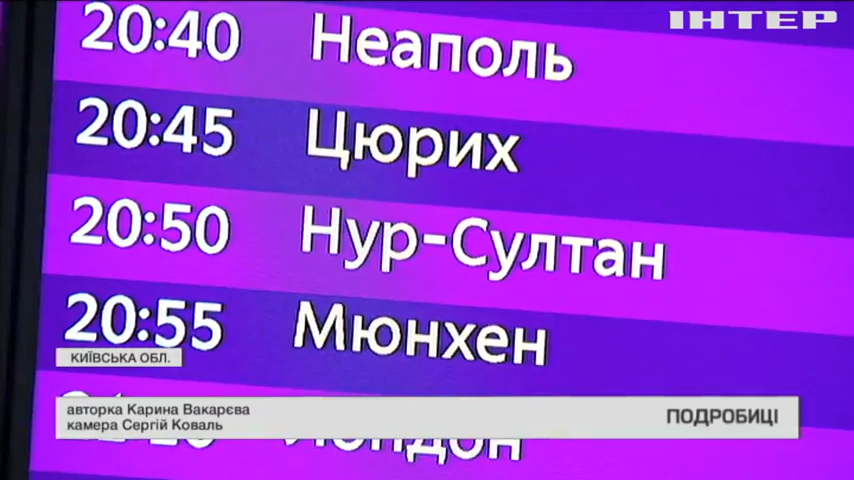 ІНТЕР
20:40 Неаполь
20:45 Цюрих
20:50 Нур-Султан
20:55 Мюнхен
КИЇВСЬКА ОБЛ.
авторка Карина Вакарєва
камера Сергій Коваль
ПОДРОБИЦІ
Лондон